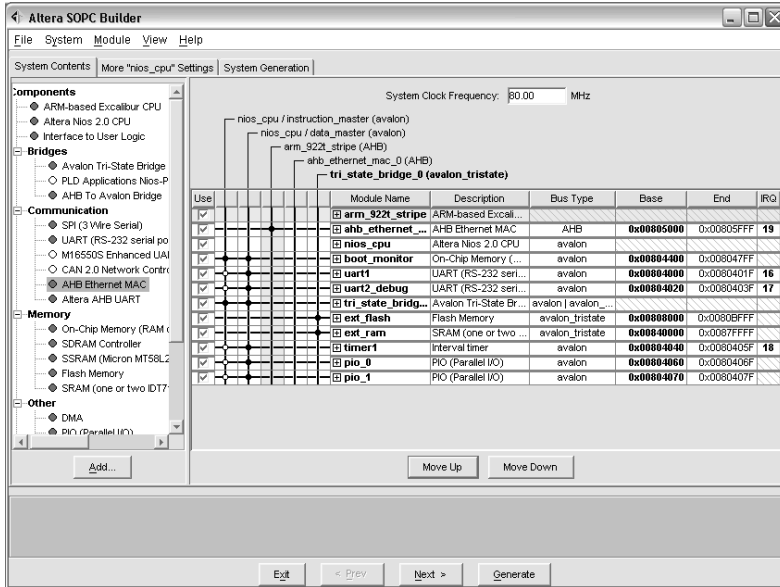 Altera SOPC Builder
File System Module View Help
System Contents More "nios_cpu" Settings System Generation
Components
ARM-based Excalibur CPU
Altera Nios 2.0 CPU
Interface to User Logic
Bridges
Avalon Tri-State Bridge
PLD Applications Nios-P
AHB To Avalon Bridge
Communication
SPI (3 Wire Serial)
UART (RS-232 serial po
M16550S Enhanced UAI
CAN 2.0 Network Contro
AHB Ethernet MAC
Altera AHB UART
Memory
On-Chip Memory (RAM o
SDRAM Controller
SSRAM (Micron MT58L2
Flash Memory
SRAM (one or two IDT7
Other
DMA
PIO (Parallel I/O)
Add...
System Clock Frequency: 80.00 MHz
nios_cpu / instruction_master (avalon)
nios_cpu / data_master (avalon)
arm_922t_stripe (AHB)
ahb_ethernet_mac_0 (AHB)
tri_state_bridge_0 (avalon_tristate)
Use Module Name Description Bus Type Base End IRQ
arm_922t_stripe ARM-based Excali...
ahb_ethernet_... AHB Ethernet MAC AHB 0x00805000 0x00805FFF 19
nios_cpu Altera Nios 2.0 CPU avalon
boot_monitor On-Chip Memory (... avalon 0x00804400 0x008047FF
uart1 UART (RS-232 seri... avalon 0x00804000 0x0080401F 16
uart2_debug UART (RS-232 seri... avalon 0x00804020 0x0080403F 17
tri_state_bridg... Avalon Tri-State Br... avalon | avalon_...
ext_flash Flash Memory avalon_tristate 0x00808000 0x0080BFFF
ext_ram SRAM (one or two ... avalon_tristate 0x00840000 0x0087FFFF
timer1 Interval timer avalon 0x00804040 0x0080405F 18
pio_0 PIO (Parallel I/O) avalon 0x00804060 0x0080406F
pio_1 PIO (Parallel I/O) avalon 0x00804070 0x0080407F
Move Up Move Down
Exit < Prev Next > Generate